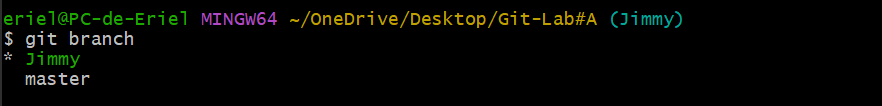 eriel@PC-de-Eriel MINGW64 ~/OneDrive/Desktop/Git-Lab#A (Jimmy)
$ git branch
* Jimmy
  master